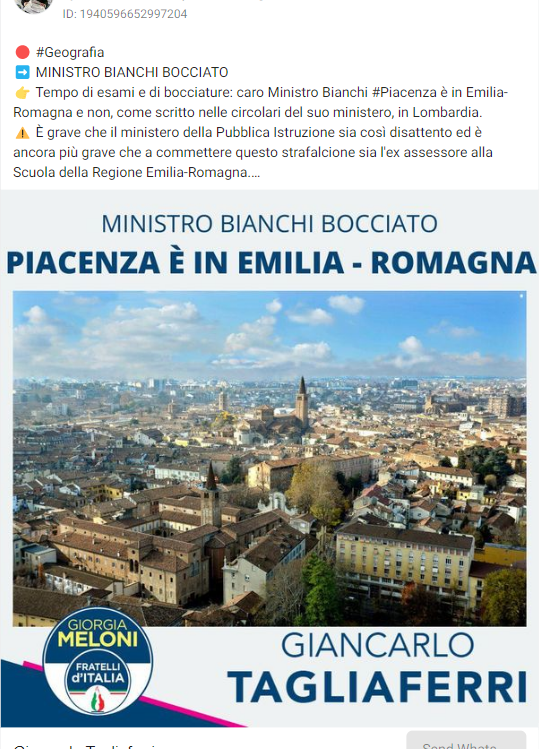 ID: 1940596652997204
🔴 #Geografia
➡️ MINISTRO BIANCHI BOCCIATO
👉 Tempo di esami e di bocciature: caro Ministro Bianchi #Piacenza è in Emilia-
Romagna e non, come scritto nelle circolari del suo ministero, in Lombardia.
⚠️ È grave che il ministero della Pubblica Istruzione sia così disattento ed è
ancora più grave che a commettere questo strafalcione sia l'ex assessore alla
Scuola della Regione Emilia-Romagna....
MINISTRO BIANCHI BOCCIATO
PIACENZA È IN EMILIA - ROMAGNA
GIORGIA
MELONI
FRATELLI
d'ITALIA
GIANCARLO
TAGLIAFERRI